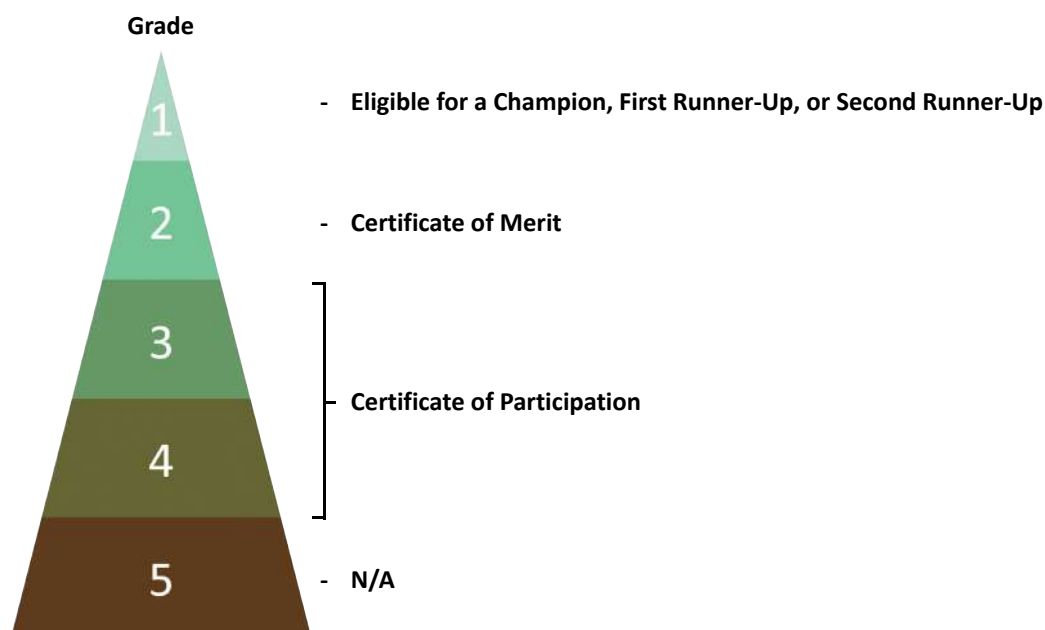 Grade
1
- Eligible for a Champion, First Runner-Up, or Second Runner-Up
2
- Certificate of Merit
3
Certificate of Participation
4
5
- N/A